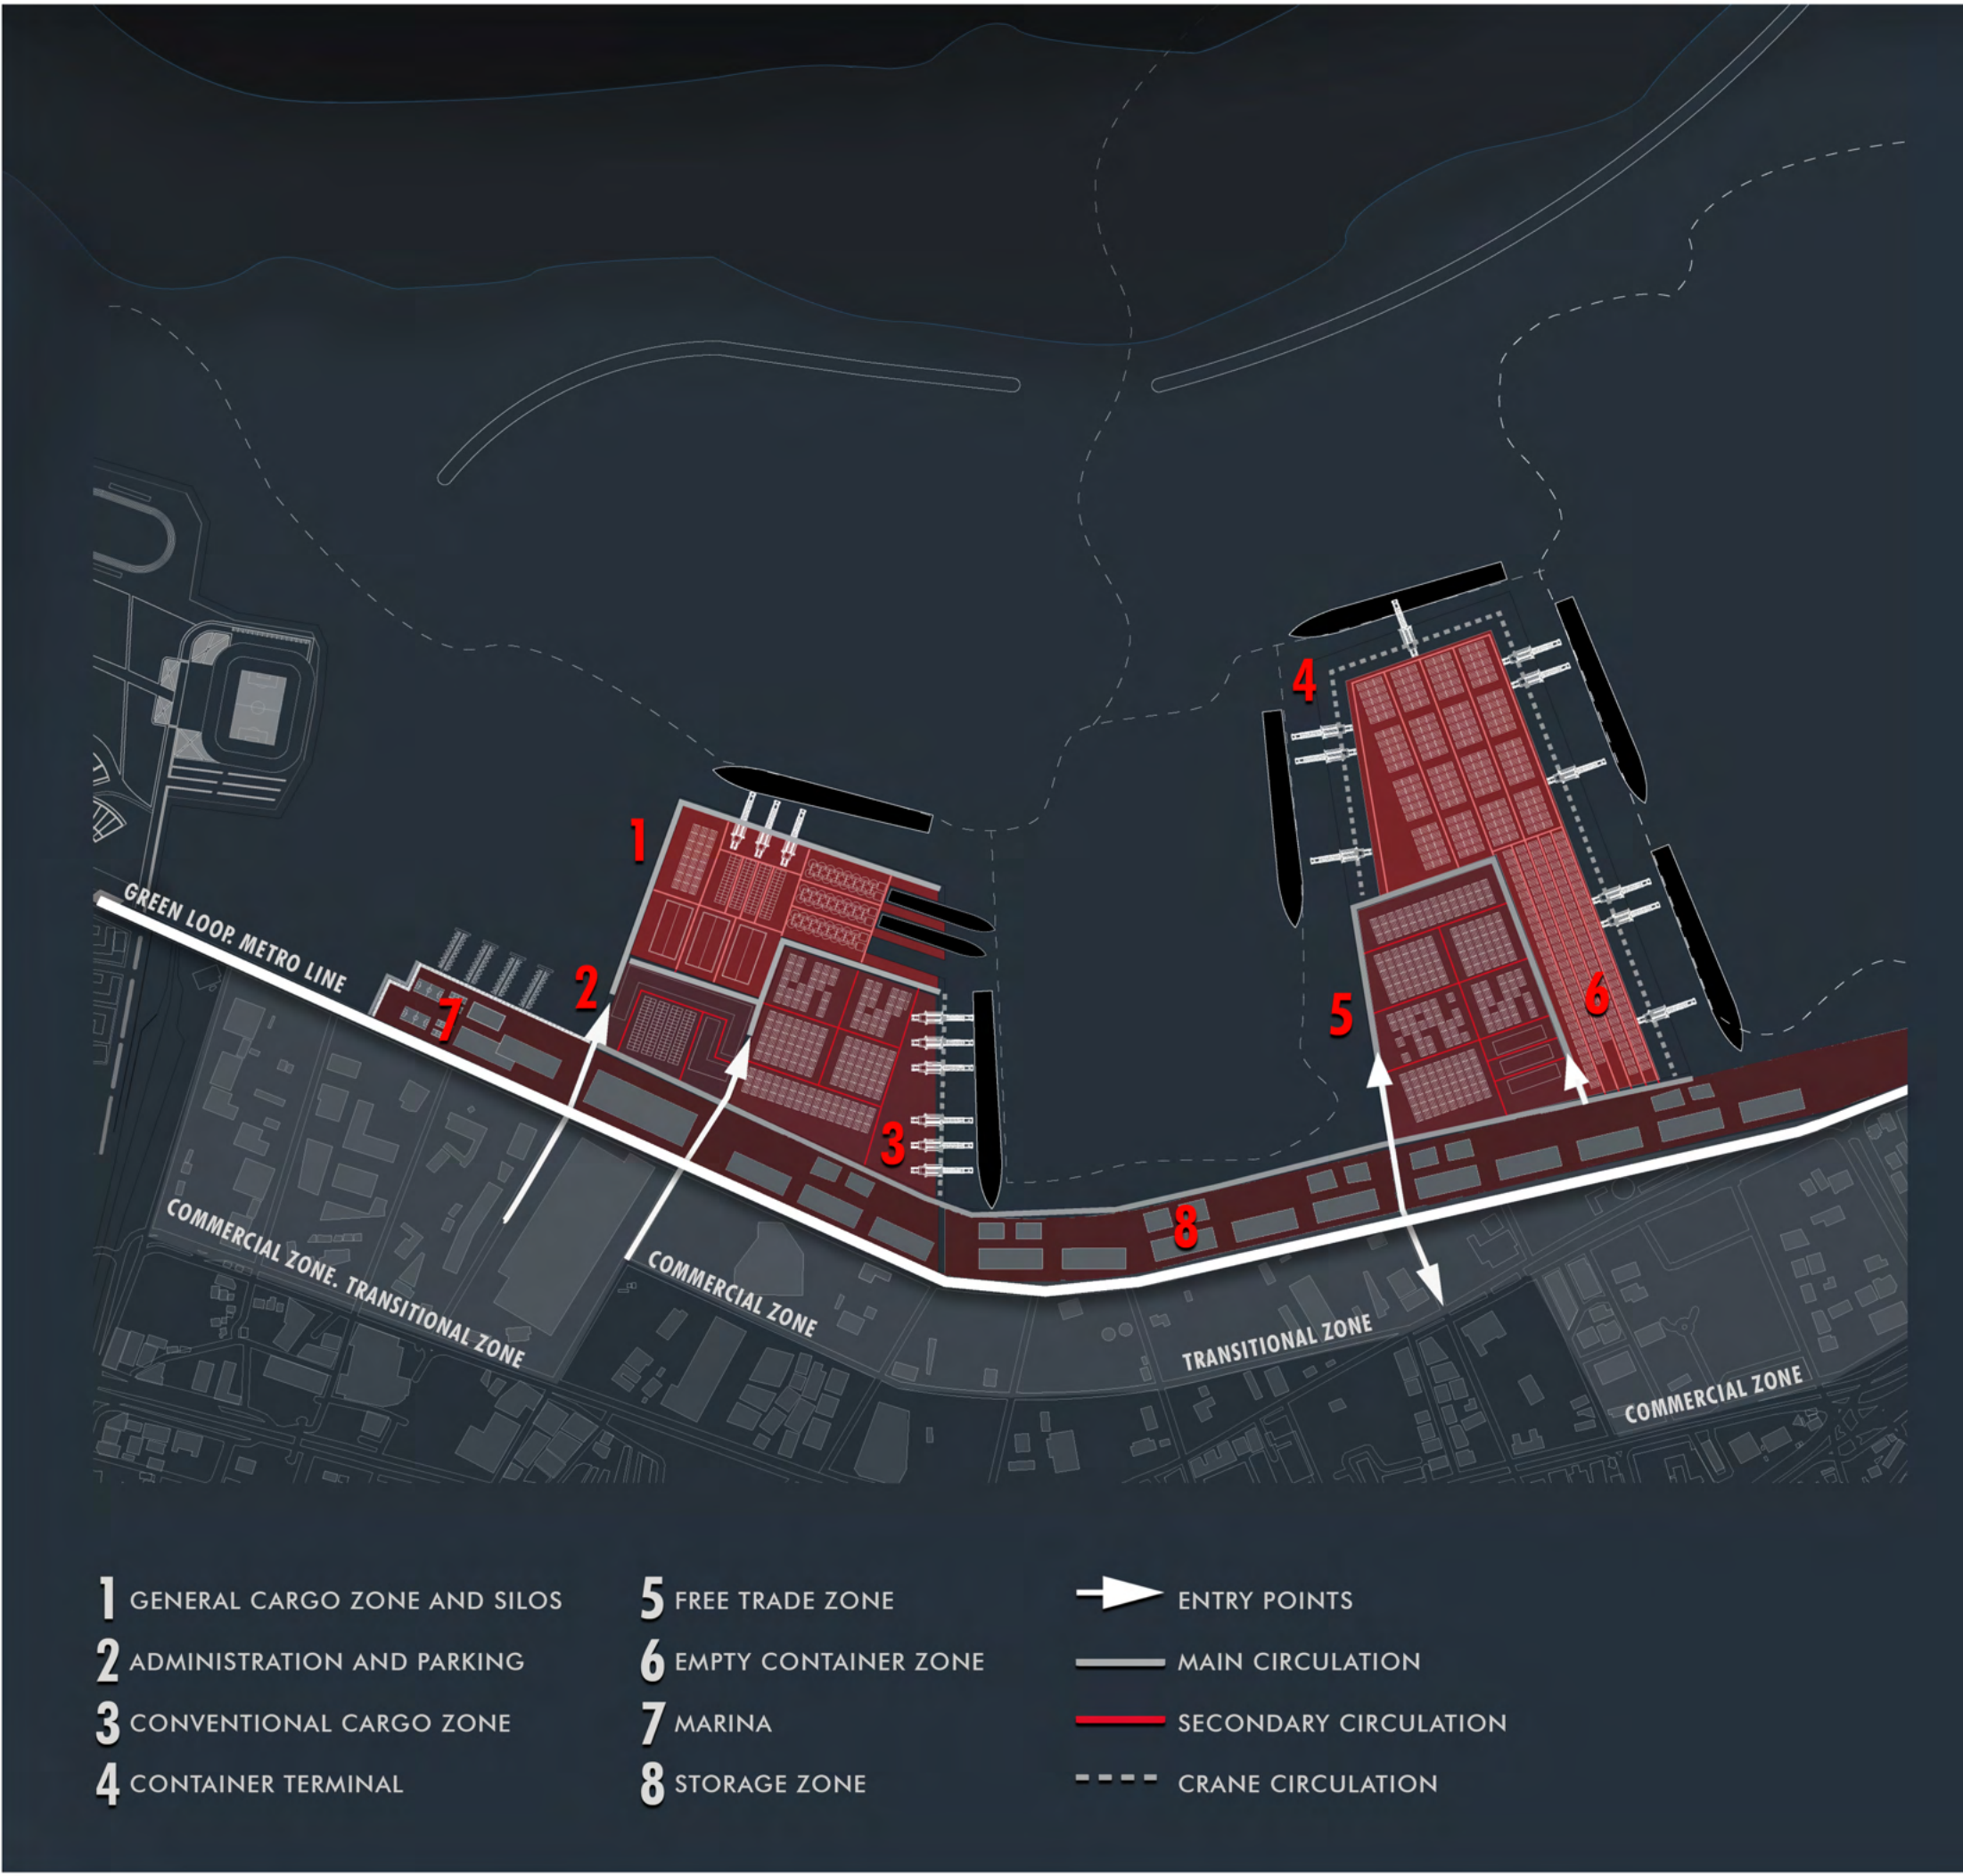 4
1
2
5
6
7
3
8
GREEN LOOP. METRO LINE
COMMERCIAL ZONE. TRANSITIONAL ZONE
COMMERCIAL ZONE
TRANSITIONAL ZONE
COMMERCIAL ZONE
1 GENERAL CARGO ZONE AND SILOS
2 ADMINISTRATION AND PARKING
3 CONVENTIONAL CARGO ZONE
4 CONTAINER TERMINAL
5 FREE TRADE ZONE
6 EMPTY CONTAINER ZONE
7 MARINA
8 STORAGE ZONE
ENTRY POINTS
MAIN CIRCULATION
SECONDARY CIRCULATION
CRANE CIRCULATION